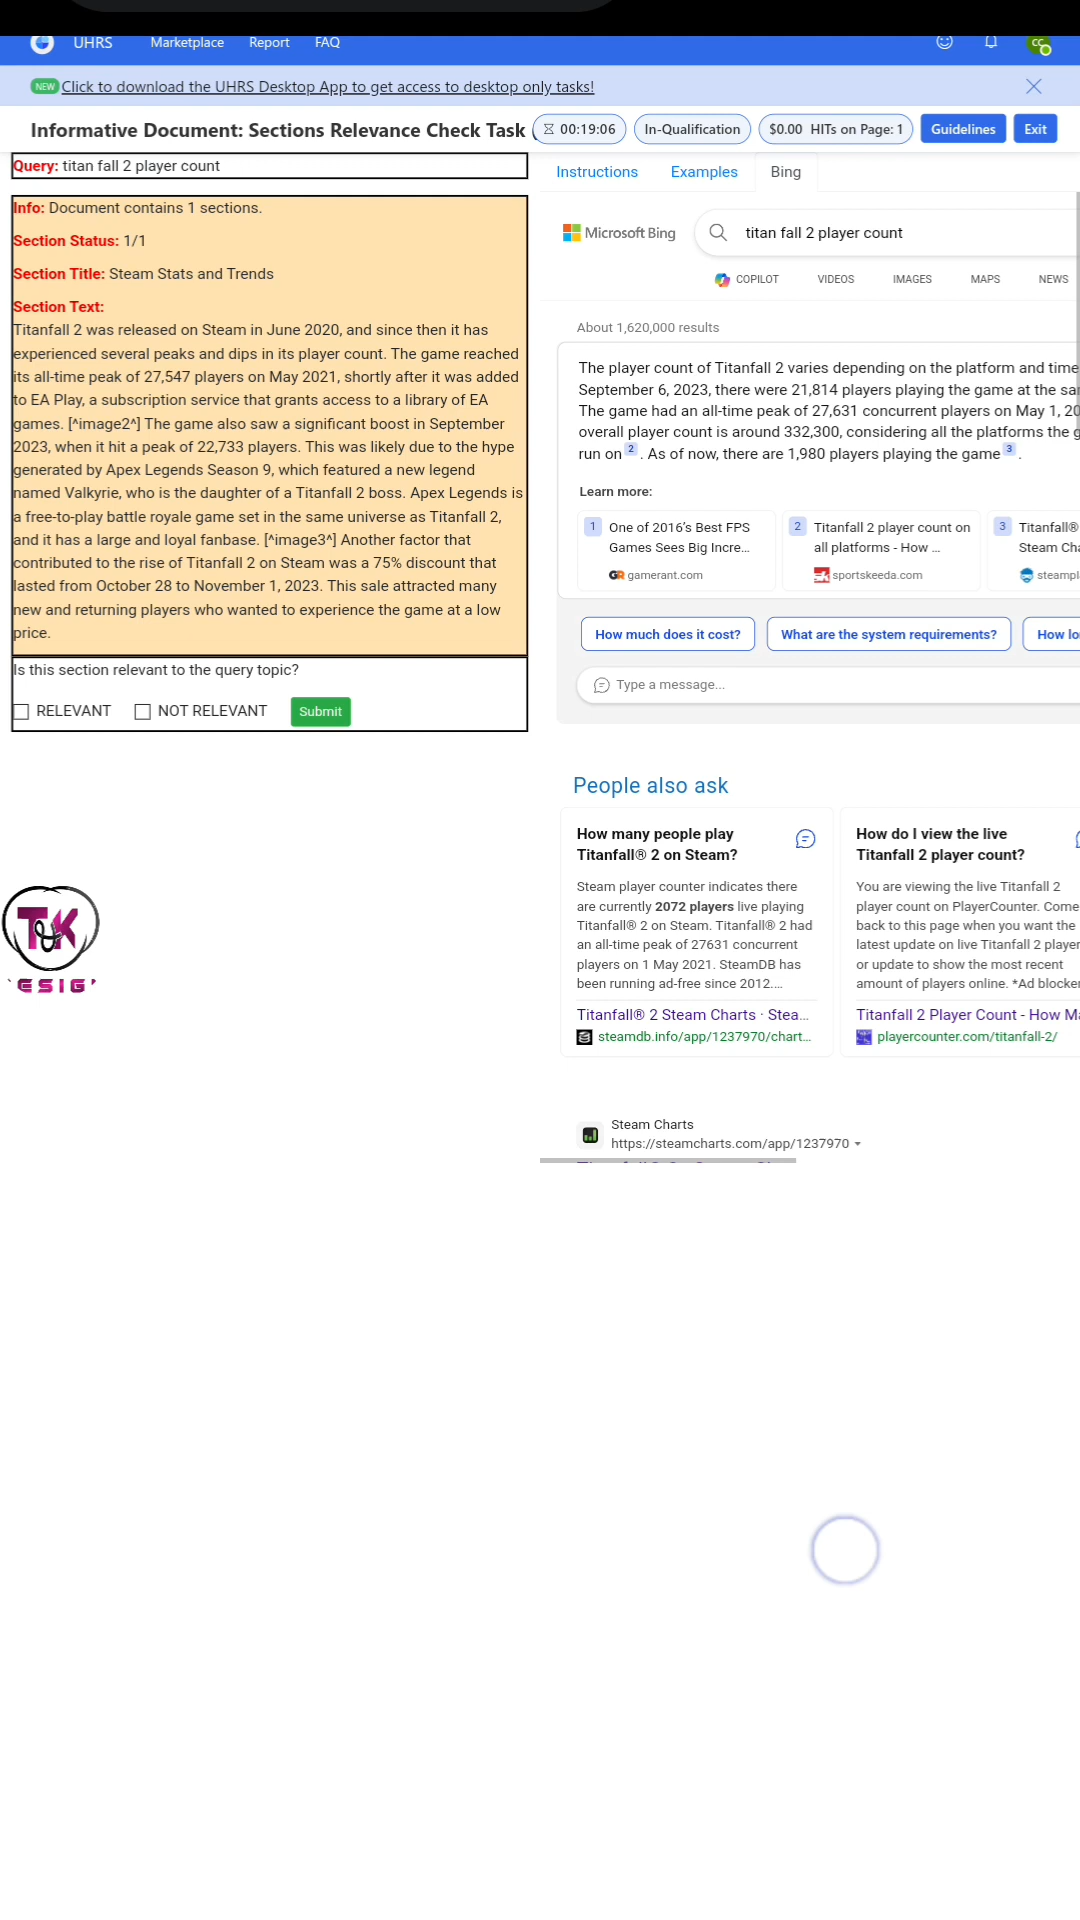 UHRS Marketplace Report FAQ CC
NEW Click to download the UHRS Desktop App to get access to desktop only tasks!
Informative Document: Sections Relevance Check Task
00:19:06 In-Qualification $0.00 HITs on Page: 1 Guidelines Exit
Query: titan fall 2 player count
Info: Document contains 1 sections.
Section Status: 1/1
Section Title: Steam Stats and Trends
Section Text:
Titanfall 2 was released on Steam in June 2020, and since then it has
experienced several peaks and dips in its player count. The game reached
its all-time peak of 27,547 players on May 2021, shortly after it was added
to EA Play, a subscription service that grants access to a library of EA
games. [^image2^] The game also saw a significant boost in September
2023, when it hit a peak of 22,733 players. This was likely due to the hype
generated by Apex Legends Season 9, which featured a new legend
named Valkyrie, who is the daughter of a Titanfall 2 boss. Apex Legends is
a free-to-play battle royale game set in the same universe as Titanfall 2,
and it has a large and loyal fanbase. [^image3^] Another factor that
contributed to the rise of Titanfall 2 on Steam was a 75% discount that
lasted from October 28 to November 1, 2023. This sale attracted many
new and returning players who wanted to experience the game at a low
price.
Is this section relevant to the query topic?
RELEVANT NOT RELEVANT Submit
T&K
ESIG
Instructions Examples Bing
Microsoft Bing titan fall 2 player count
COPILOT VIDEOS IMAGES MAPS NEWS
About 1,620,000 results
The player count of Titanfall 2 varies depending on the platform and time
September 6, 2023, there were 21,814 players playing the game at the sa
The game had an all-time peak of 27,631 concurrent players on May 1, 20
overall player count is around 332,300, considering all the platforms the g
run on 2 . As of now, there are 1,980 players playing the game 3 .
Learn more:
1 One of 2016's Best FPS
Games Sees Big Incre...
gamerant.com
2 Titanfall 2 player count on
all platforms - How ...
sportskeeda.com
3 Titanfall®
Steam Cha
steampl
How much does it cost? What are the system requirements? How lo
Type a message...
People also ask
How many people play
Titanfall® 2 on Steam?
Steam player counter indicates there
are currently 2072 players live playing
Titanfall® 2 on Steam. Titanfall® 2 had
an all-time peak of 27631 concurrent
players on 1 May 2021. SteamDB has
been running ad-free since 2012....
Titanfall® 2 Steam Charts · Stea...
steamdb.info/app/1237970/chart...
How do I view the live
Titanfall 2 player count?
You are viewing the live Titanfall 2
player count on PlayerCounter. Come
back to this page when you want the
latest update on live Titanfall 2 player
or update to show the most recent
amount of players online. *Ad blocker
Titanfall 2 Player Count - How Ma
playercounter.com/titanfall-2/
Steam Charts
https://steamcharts.com/app/1237970